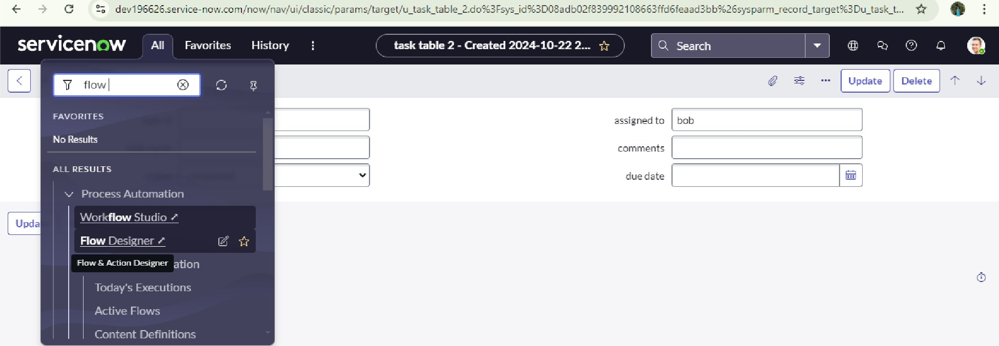 dev196626.service-now.com/now/nav/ui/classic/params/target/u_task_table_2.do%3Fsys_id%3D08adb02f839992108663ffd6feaad3bb%26sysparm_record_target%3Du_task_t...
servicenow All Favorites History task table 2 - Created 2024-10-22 2... Search
flow
Update Delete
FAVORITES
assigned to bob
No Results
comments
ALL RESULTS
due date
Process Automation
Workflow Studio
Upda
Flow Designer
Flow & Action Designer ation
Today's Executions
Active Flows
Content Definitions